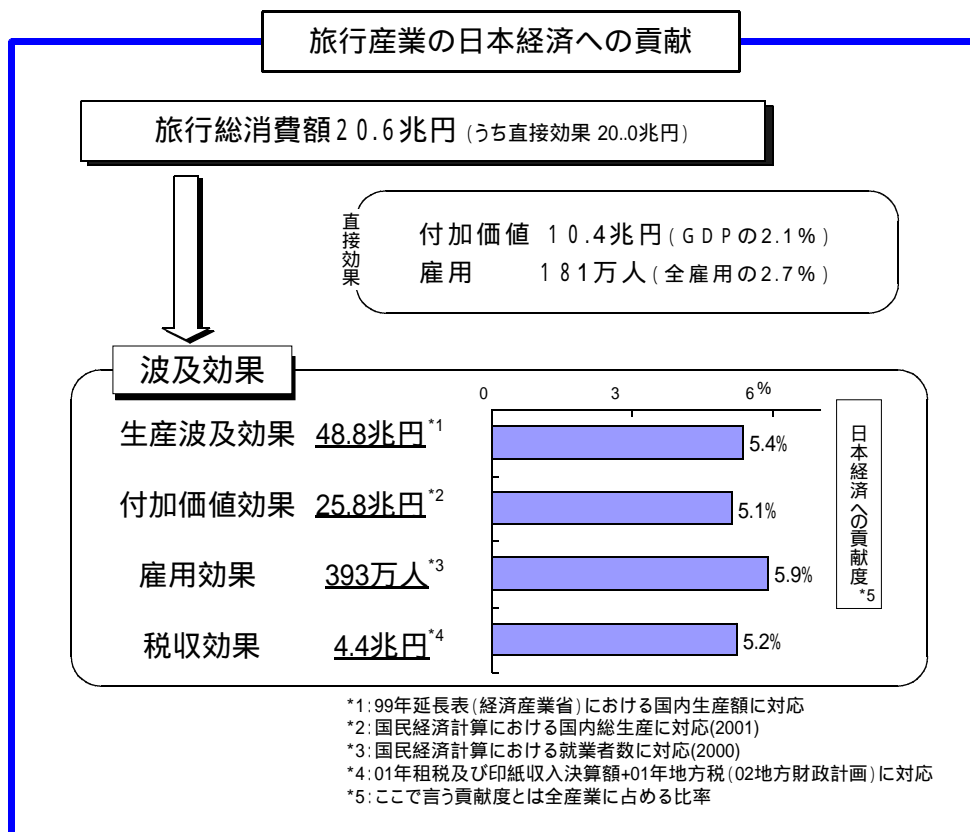 旅行産業の日本経済への貢献
旅行総消費額20.6兆円 (うち直接効果 20..0兆円)
直接効果
付加価値 10.4兆円(GDPの2.1%)
雇用 181万人(全雇用の2.7%)
波及効果
0 3 6%
生産波及効果 48.8兆円*1 5.4%
付加価値効果 25.8兆円*2 5.1%
雇用効果 393万人*3 5.9%
税収効果 4.4兆円*4 5.2%
日本経済への貢献度*5
*1:99年延長表(経済産業省)における国内生産額に対応
*2:国民経済計算における国内総生産に対応(2001)
*3:国民経済計算における就業者数に対応(2000)
*4:01年租税及び印紙収入決算額+01年地方税(02地方財政計画)に対応
*5:ここで言う貢献度とは全産業に占める比率